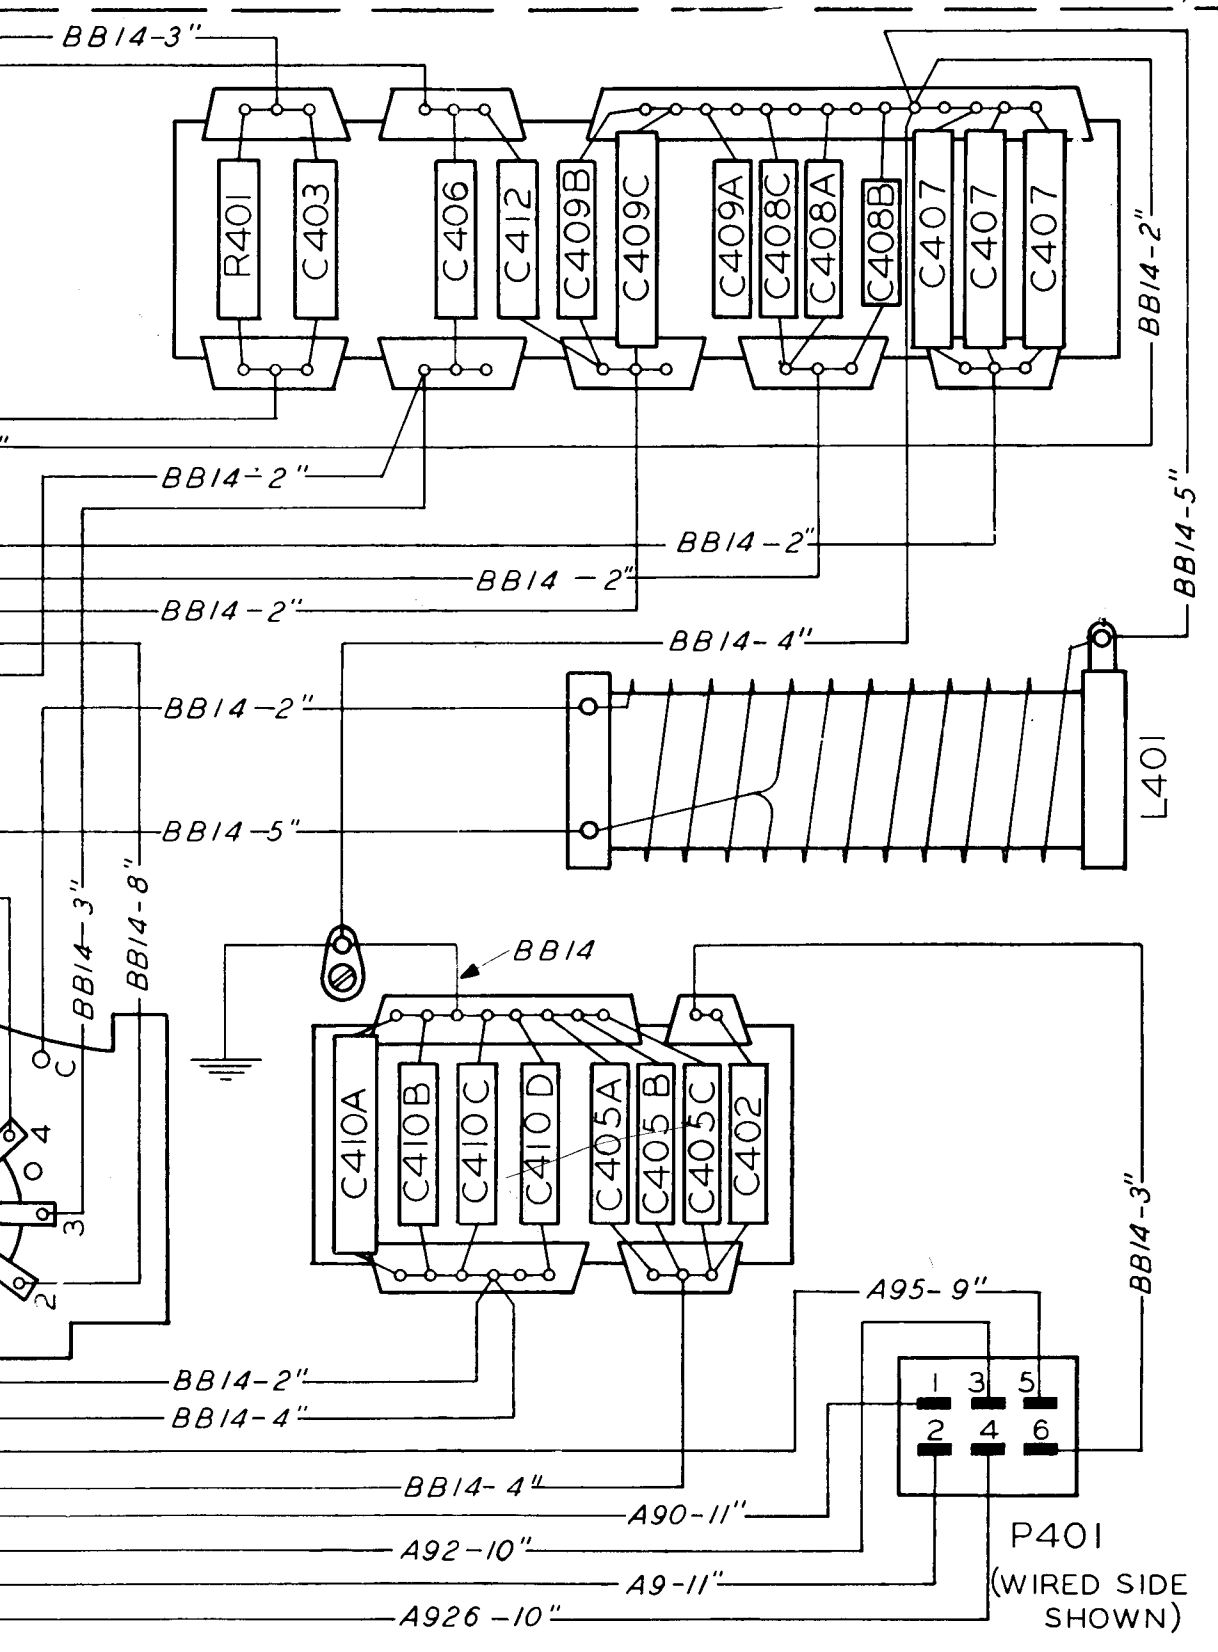 BB14-3"
R401
C403
C406
C412
C409B
C409C
C409A
C408C
C408A
C408B
C407
C407
C407
BB14-2"
"
BB14-2"
BB14-2"
BB14-2"
BB14-2"
BB14-5"
BB14-4"
BB14-2"
L401
BB14-5"
BB14-3"
BB14-8"
BB14
C
4
3
2
C410A
C410B
C410C
C410D
C405A
C405B
C405C
C402
BB14-3"
A95-9"
BB14-2"
1 3 5
BB14-4"
2 4 6
BB14-4"
A90-11"
P401
A92-10"
A9-11"
(WIRED SIDE
SHOWN)
A926-10"